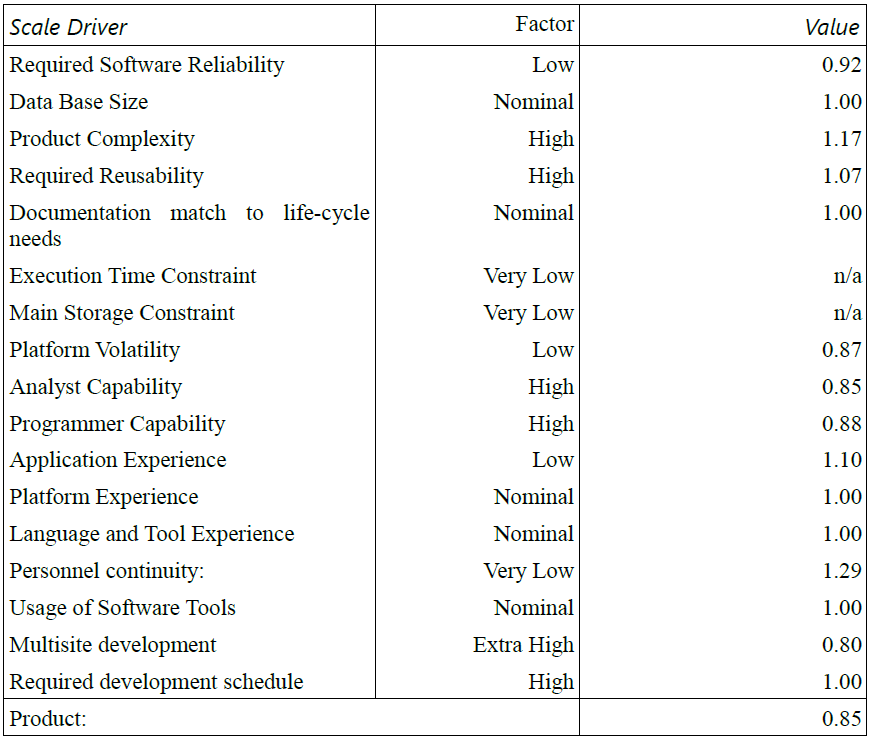 Scale Driver Factor Value
Required Software Reliability Low 0.92
Data Base Size Nominal 1.00
Product Complexity High 1.17
Required Reusability High 1.07
Documentation match to life-cycle Nominal 1.00
needs
Execution Time Constraint Very Low n/a
Main Storage Constraint Very Low n/a
Platform Volatility Low 0.87
Analyst Capability High 0.85
Programmer Capability High 0.88
Application Experience Low 1.10
Platform Experience Nominal 1.00
Language and Tool Experience Nominal 1.00
Personnel continuity: Very Low 1.29
Usage of Software Tools Nominal 1.00
Multisite development Extra High 0.80
Required development schedule High 1.00
Product: 0.85